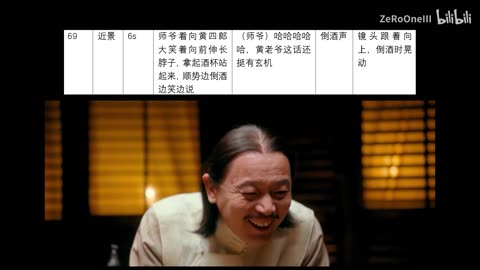 ZeRoOneIII bilibili
69 近景 6s 师爷看向黄四郎 (师爷)哈哈哈哈 倒酒声 镜头跟着向
大笑着向前伸长 哈,黄老爷这话还 上,倒酒时晃
脖子,拿起酒杯站 挺有玄机 动
起来,顺势边倒酒
边笑边说